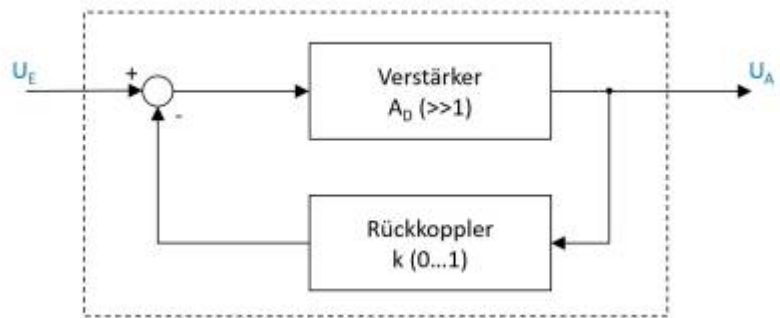 U_E
+
-
Verstärker
A_D (>>1)
U_A
Rückkoppler
k (0...1)